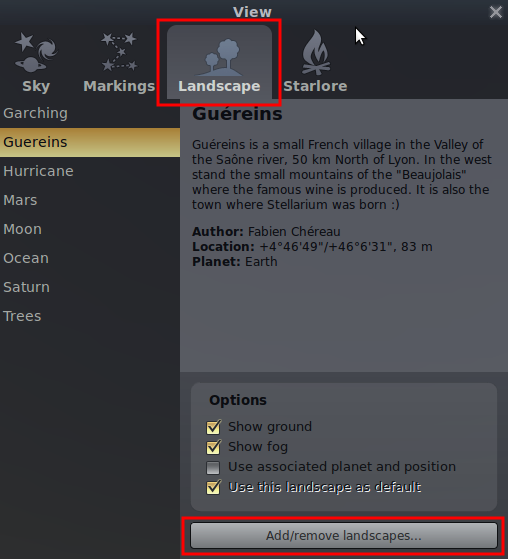 View
Sky
Markings
Landscape
Starlore
Garching
Guereins
Hurricane
Mars
Moon
Ocean
Saturn
Trees
Guéreins
Guéreins is a small French village in the Valley of
the Saône river, 50 km North of Lyon. In the west
stand the small mountains of the "Beaujolais"
where the famous wine is produced. It is also the
town where Stellarium was born :)
Author: Fabien Chéreau
Location: +4°46'49"/+46°6'31", 83 m
Planet: Earth
Options
Show ground
Show fog
Use associated planet and position
Use this landscape as default
Add/remove landscapes...